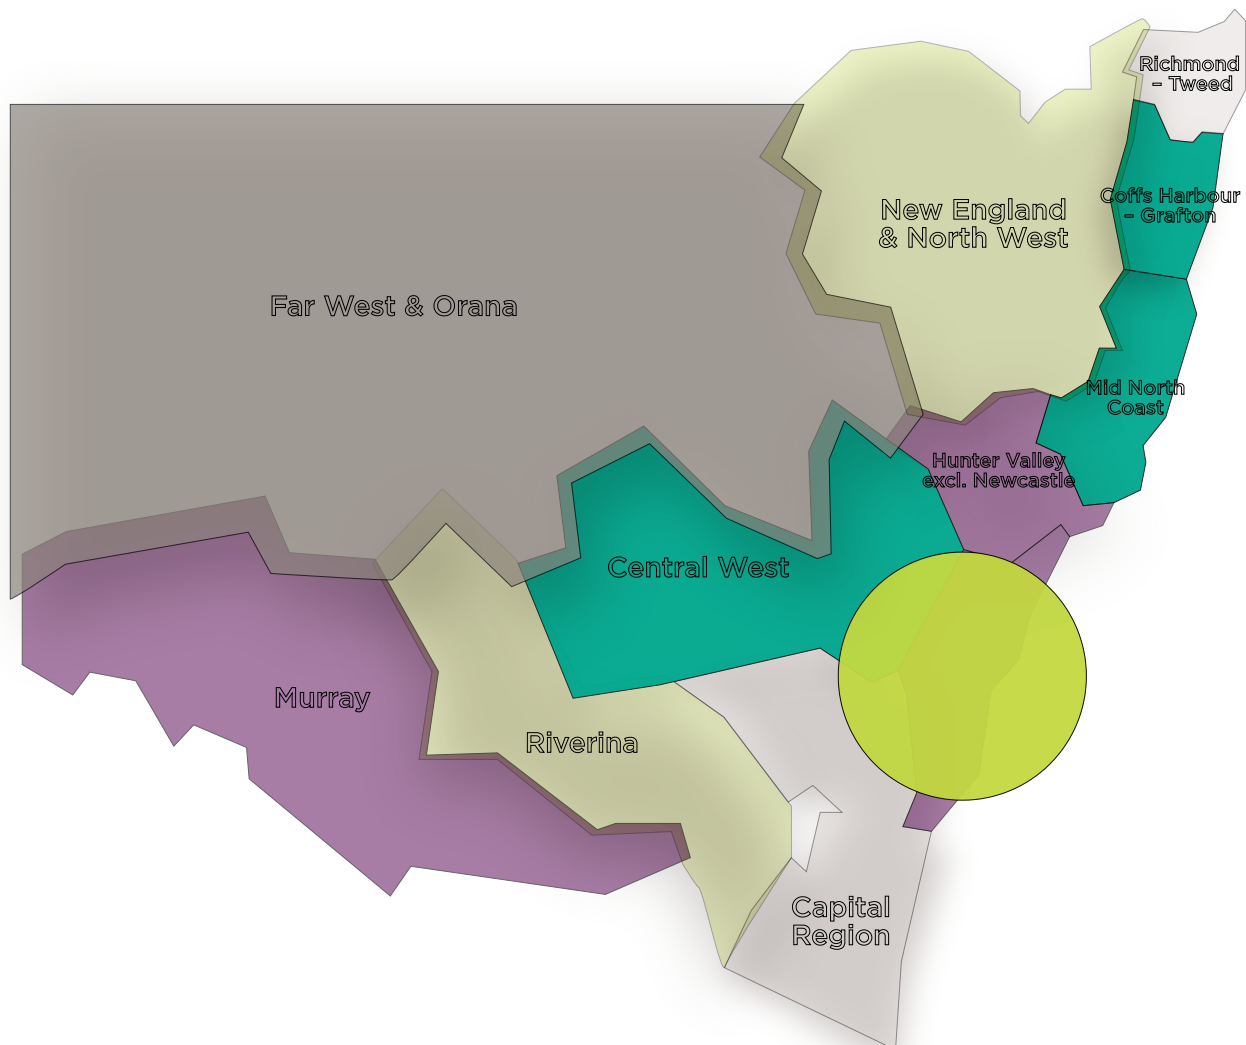 Richmond
– Tweed
Coffs Harbour
– Grafton
New England
& North West
Far West & Orana
Mid North
Coast
Hunter Valley
excl. Newcastle
Central West
Murray
Riverina
Capital
Region